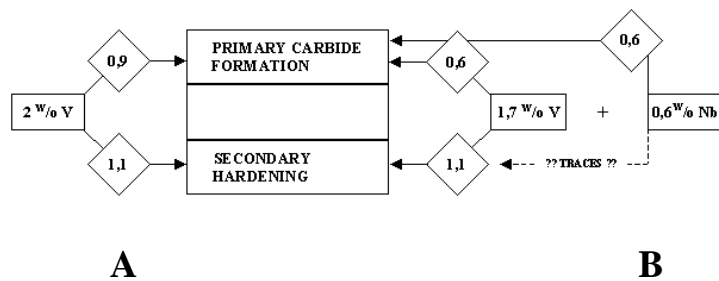 0,6
0,9
PRIMARY CARBIDE
FORMATION
0,6
2 W/o V
1,7 W/o V
+
0,6 W/o Nb
1,1
SECONDARY
HARDENING
1,1
?? TRACES ??
A
B